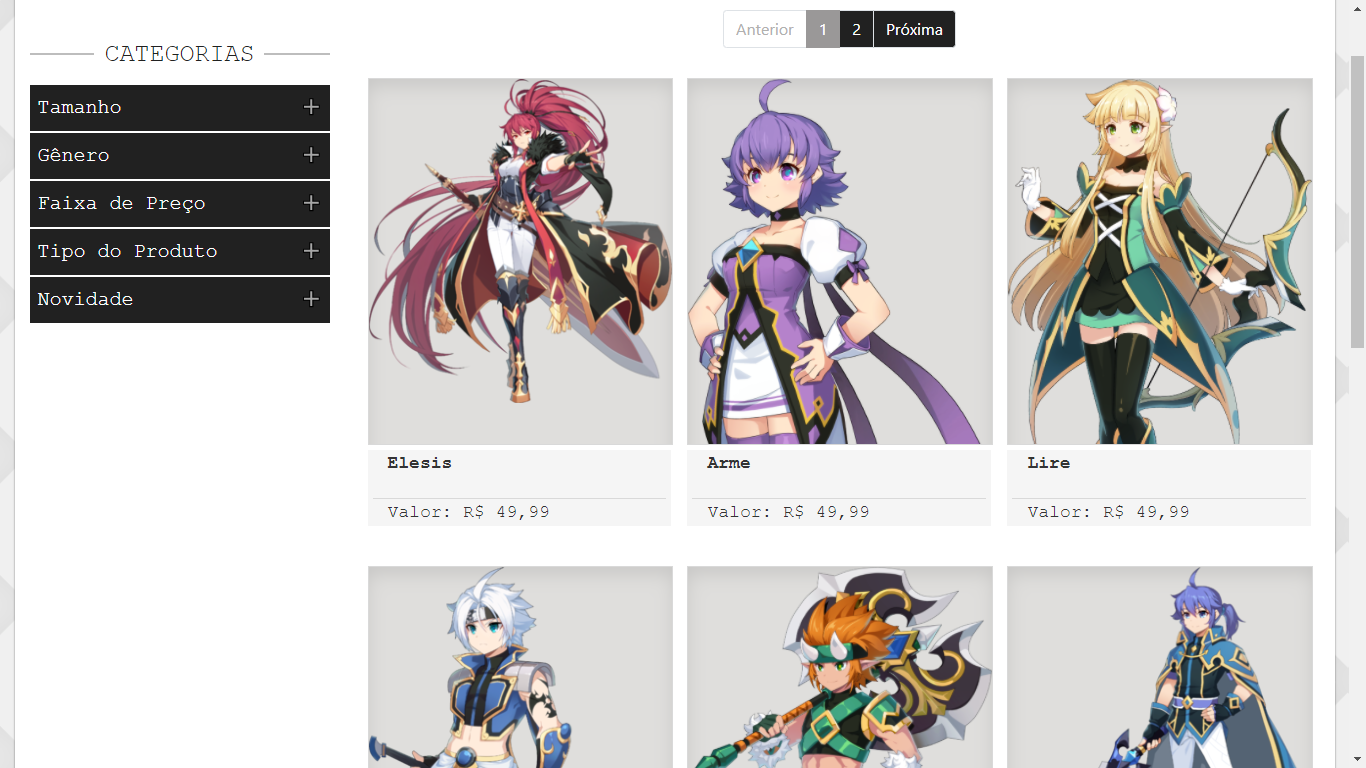 Anterior 1 2 Próxima
CATEGORIAS
Tamanho +
Gênero +
Faixa de Preço +
Tipo do Produto +
Novidade +
Elesis
Valor: R$ 49,99
Arme
Valor: R$ 49,99
Lire
Valor: R$ 49,99